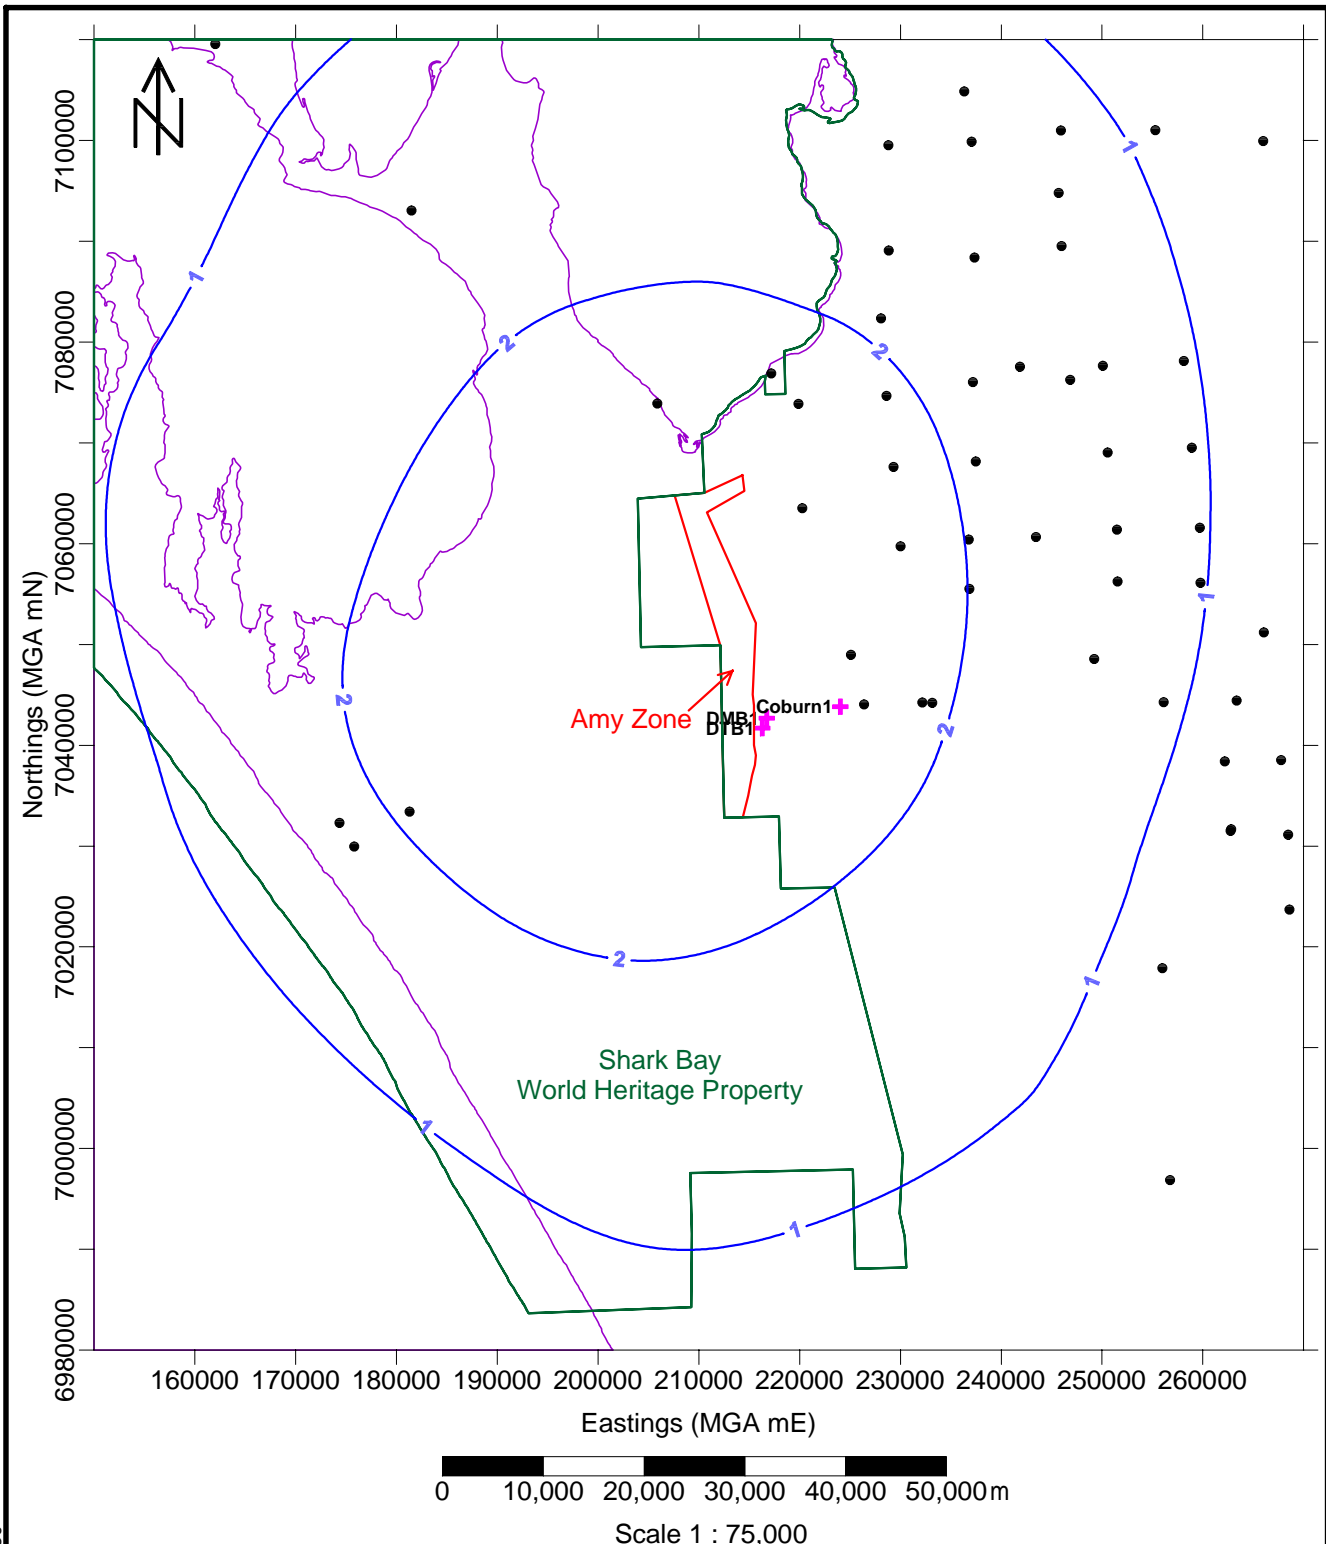 N
7100000
7080000
7060000
7040000
7020000
7000000
6980000
Northings (MGA mN)
1
1
2
2
1
2
2
2
1
1
1
Amy Zone
DMB1
Coburn1
DTB1
Shark Bay
World Heritage Property
160000 170000 180000 190000 200000 210000 220000 230000 240000 250000 260000
Eastings (MGA mE)
0 10,000 20,000 30,000 40,000 50,000m
Scale 1 : 75,000